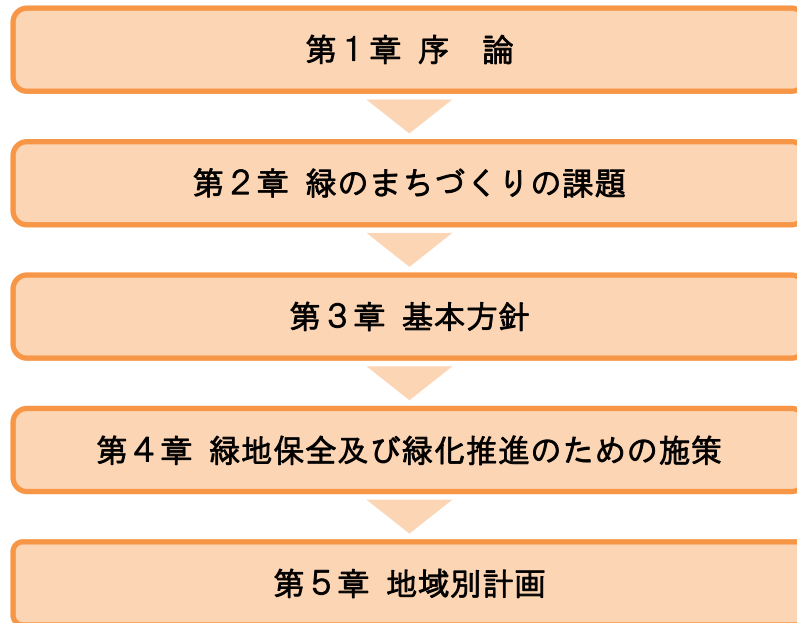 第１章 序　論
第２章 緑のまちづくりの課題
第３章 基本方針
第４章 緑地保全及び緑化推進のための施策
第５章 地域別計画